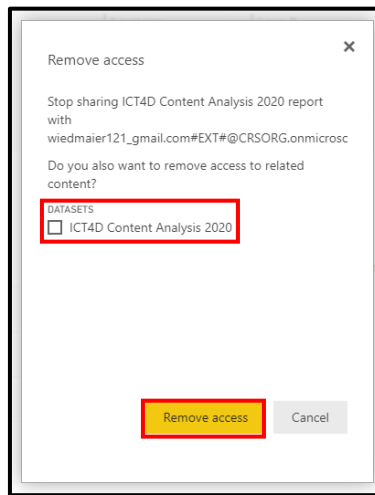 Remove access
Stop sharing ICT4D Content Analysis 2020 report
with
wiedmaier121_gmail.com#EXT#@CRSORG.onmicrosc
Do you also want to remove access to related
content?
DATASETS
ICT4D Content Analysis 2020
Remove access Cancel